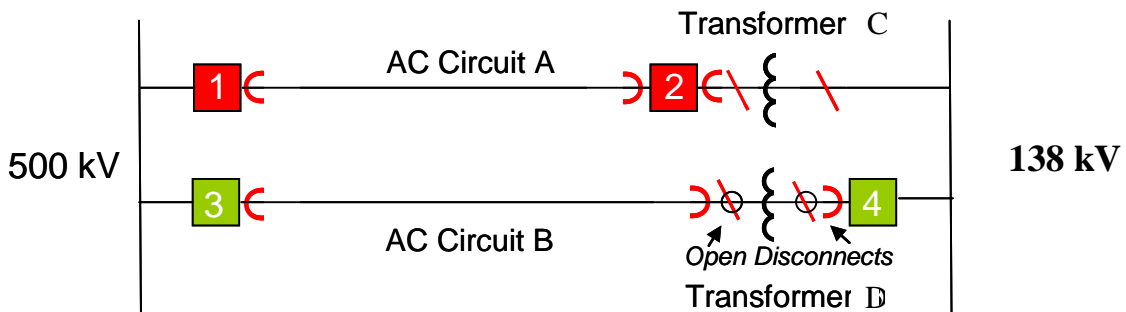 Transformer C
AC Circuit A
1
2
500 kV
138 kV
3
4
AC Circuit B
Open Disconnects
Transformer D